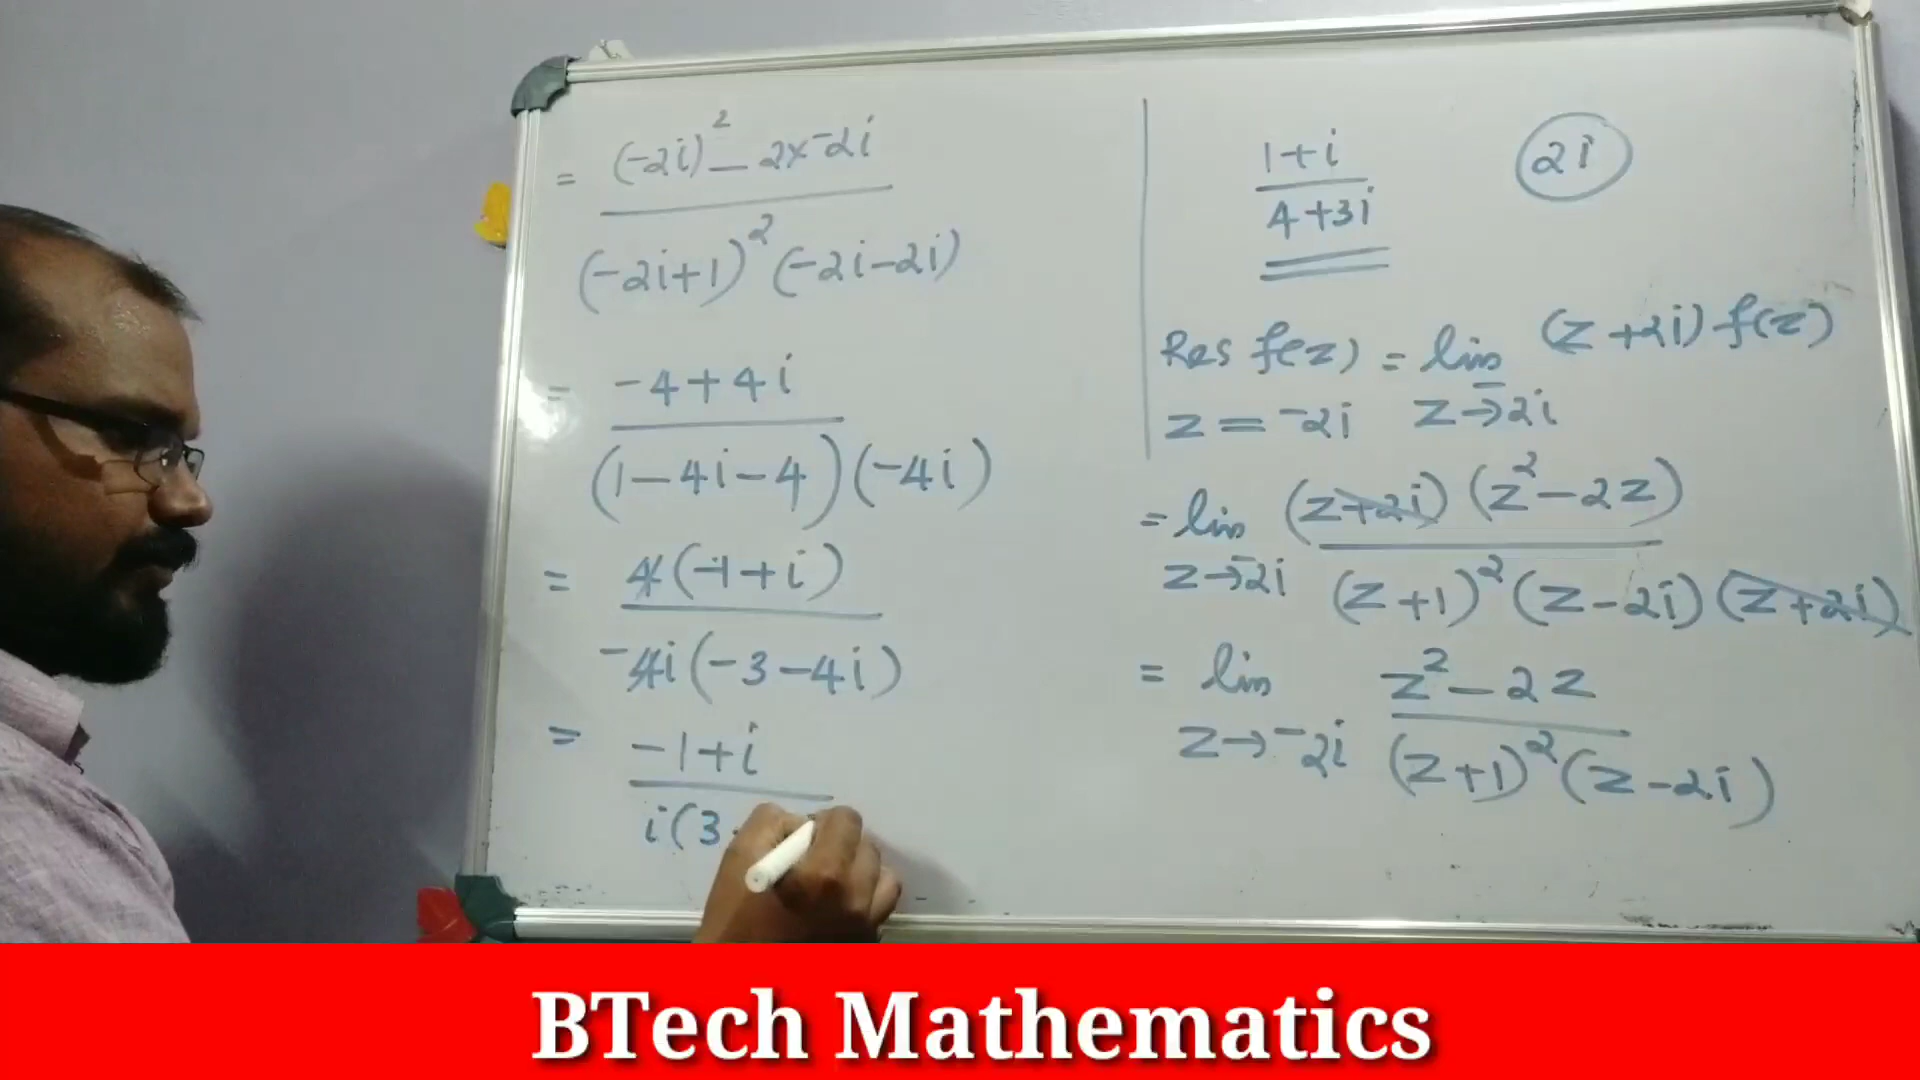 = (-2i)² - 2x-2i
(-2i+1)² (-2i-2i)
= -4+4i
(1-4i-4)(-4i)
= 4(-1+i)
-4i(-3-4i)
= -1+i
i(3
1+i
4+3i
2i
Res f(z) = lim (z+2i) f(z)
z = -2i z→-2i
= lim (z+2i) (z²-2z)
z→-2i (z+1)² (z-2i) (z+2i)
= lim z²-2z
z→-2i (z+1)² (z-2i)
BTech Mathematics